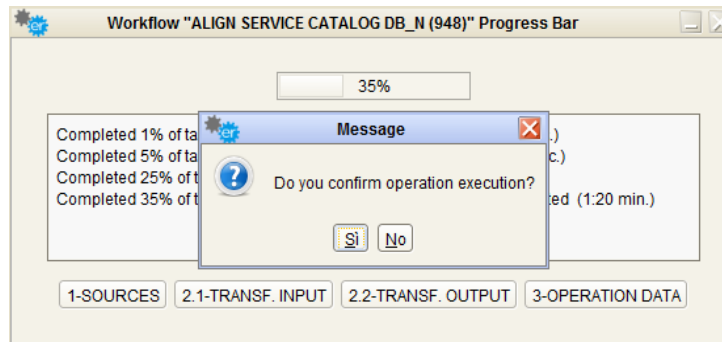 Workflow "ALIGN SERVICE CATALOG DB_N (948)" Progress Bar
35%
Message
Completed 1% of ta .)
Completed 5% of ta c.)
Completed 25% of t
Completed 35% of t ted (1:20 min.)
Do you confirm operation execution?
Sì No
1-SOURCES 2.1-TRANSF. INPUT 2.2-TRANSF. OUTPUT 3-OPERATION DATA